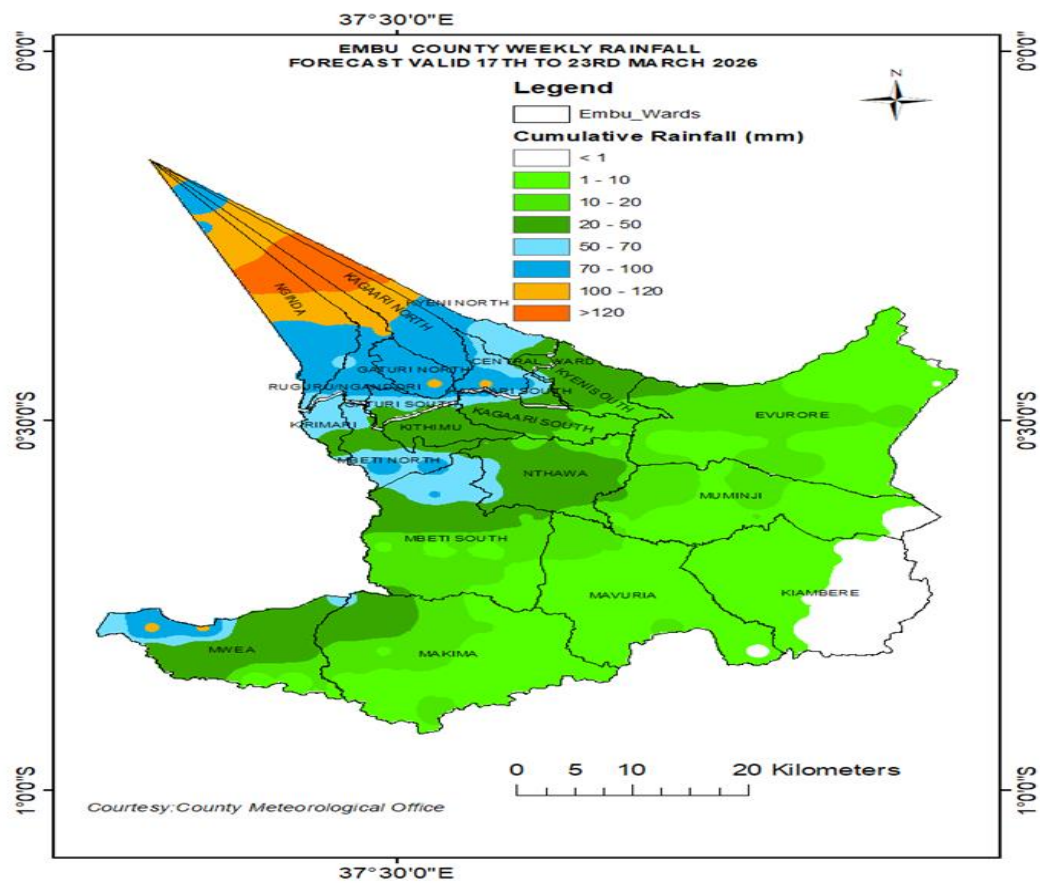 37°30'0"E
EMBU COUNTY WEEKLY RAINFALL
FORECAST VALID 17TH TO 23RD MARCH 2026
0°0'0"
0°0'0"
N
Legend
Embu_Wards
Cumulative Rainfall (mm)
< 1
1 - 10
10 - 20
20 - 50
50 - 70
70 - 100
100 - 120
>120
NGINDA
KAGAARI NORTH
KYENI NORTH
CENTRAL WARD
GATURI NORTH
KYENI SOUTH
RUGURU/NGANDORI
GATURI SOUTH
KIRIMARI
KITHIMU
KAGAARI SOUTH
EVURORE
0°30'0"S
0°30'0"S
MBETI NORTH
NTHAWA
MUMINJI
MBETI SOUTH
MAVURIA
KIAMBERE
MWEA
MAKIMA
0 5 10 20 Kilometers
1°0'0"S
1°0'0"S
Courtesy:County Meteorological Office
37°30'0"E